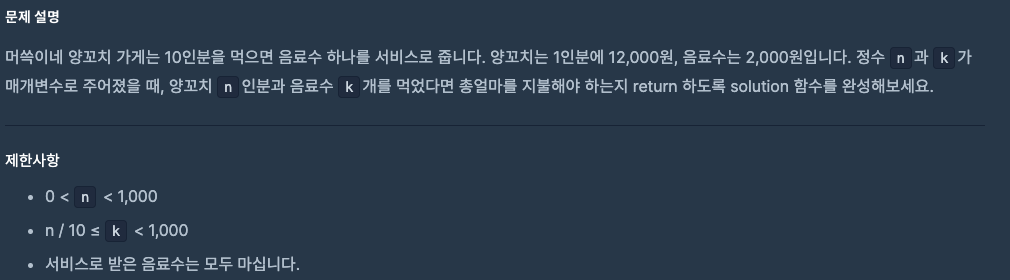 문제 설명
머쓱이네 양꼬치 가게는 10인분을 먹으면 음료수 하나를 서비스로 줍니다. 양꼬치는 1인분에 12,000원, 음료수는 2,000원입니다. 정수 n 과 k 가
매개변수로 주어졌을 때, 양꼬치 n 인분과 음료수 k 개를 먹었다면 총얼마를 지불해야 하는지 return 하도록 solution 함수를 완성해보세요.
제한사항
• 0 < n < 1,000
• n / 10 ≤ k < 1,000
• 서비스로 받은 음료수는 모두 마십니다.